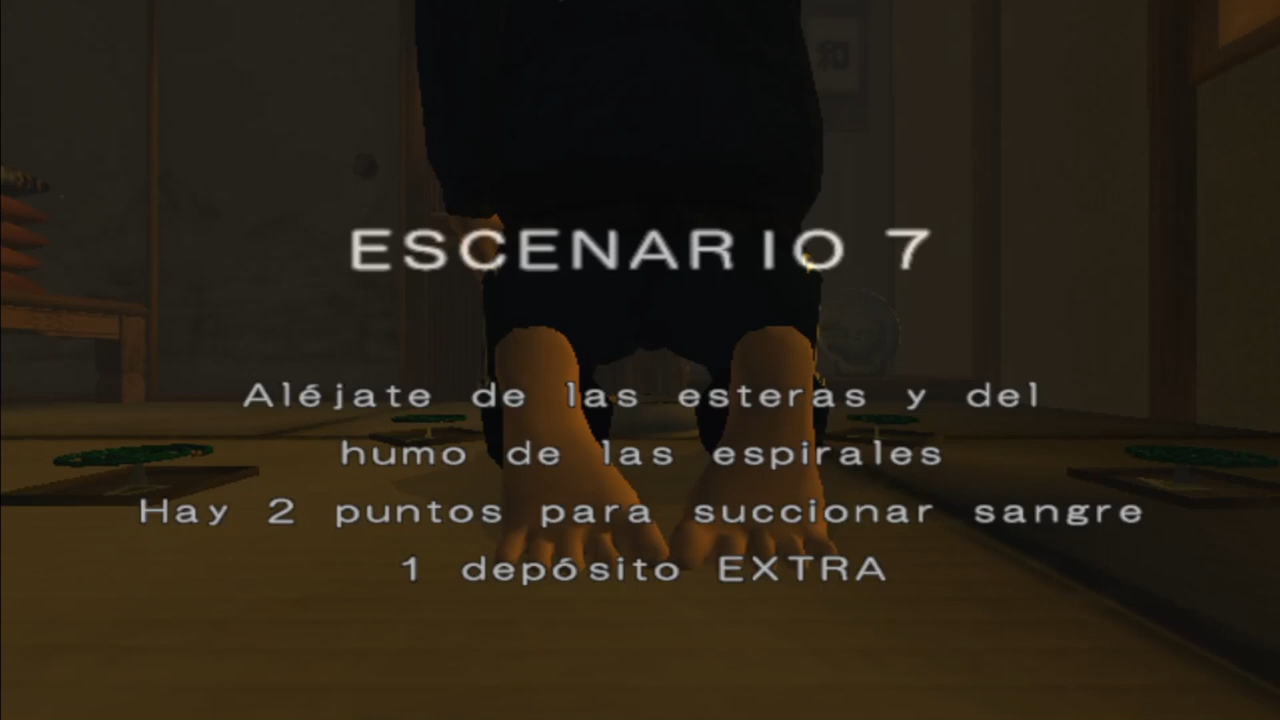 ESCENARIO 7
Aléjate de las esteras y del
humo de las espirales
Hay 2 puntos para succionar sangre
1 depósito EXTRA